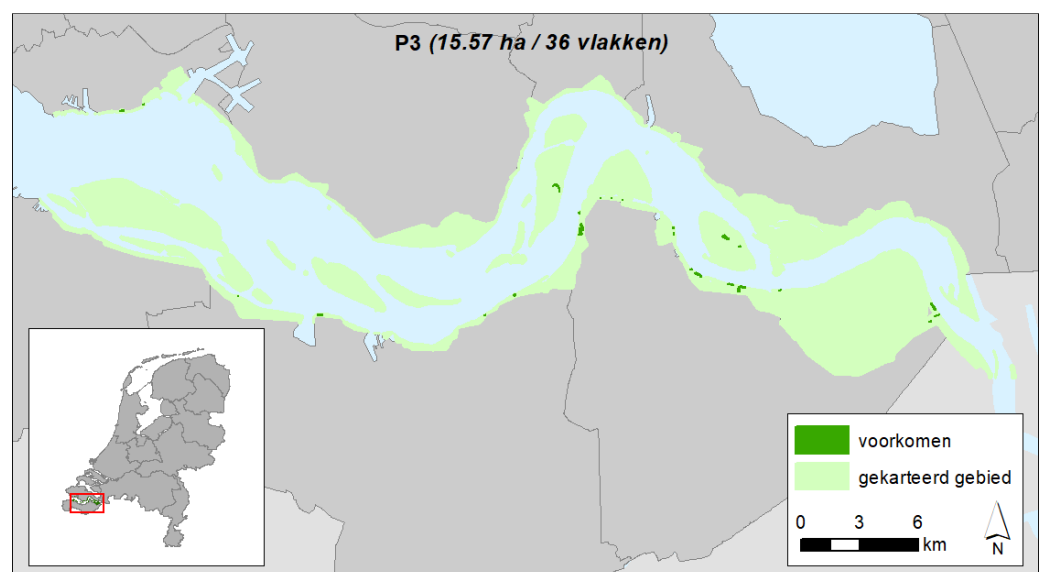 P3 (15.57 ha / 36 vlakken)
voorkomen
gekarteerd gebied
0 3 6
km
N